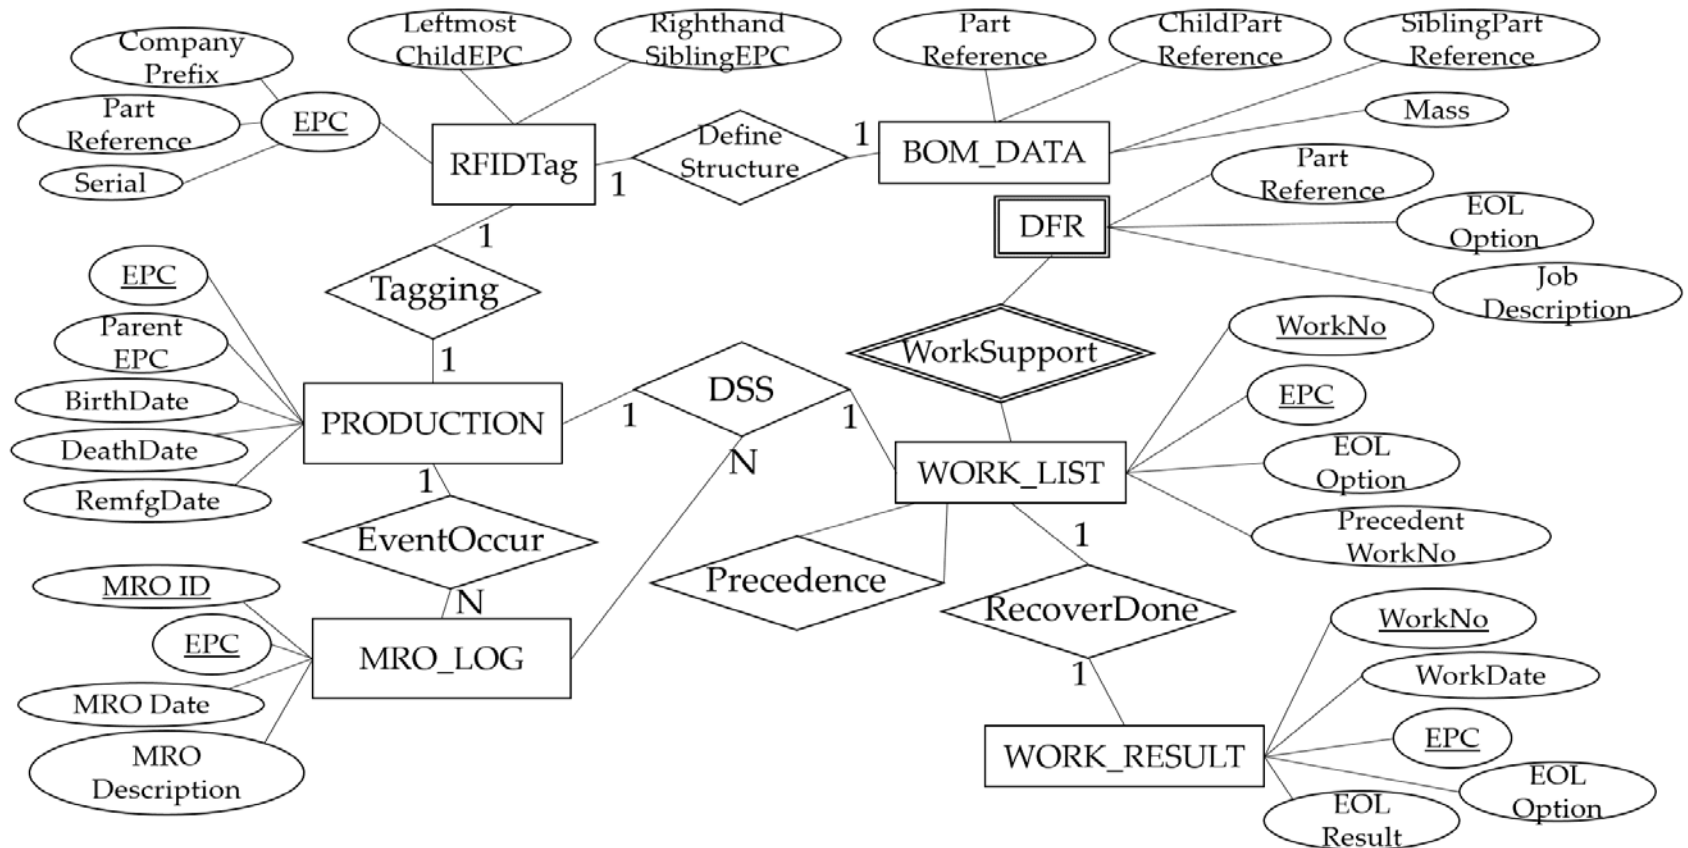 Company
Prefix
Leftmost
ChildEPC
Righthand
SiblingEPC
Part
Reference
ChildPart
Reference
SiblingPart
Reference
Part
Reference
EPC
Serial
RFIDTag
1
Define
Structure
1
BOM_DATA
Mass
Part
Reference
DFR
EOL
Option
Job
Description
1
Tagging
1
EPC
Parent
EPC
BirthDate
DeathDate
RemfgDate
PRODUCTION
1
DSS
1
N
WorkSupport
WorkNo
EPC
EOL
Option
Precedent
WorkNo
WORK_LIST
1
EventOccur
N
Precedence
1
RecoverDone
1
MRO ID
EPC
MRO Date
MRO
Description
MRO_LOG
WORK_RESULT
WorkNo
WorkDate
EPC
EOL
Option
EOL
Result